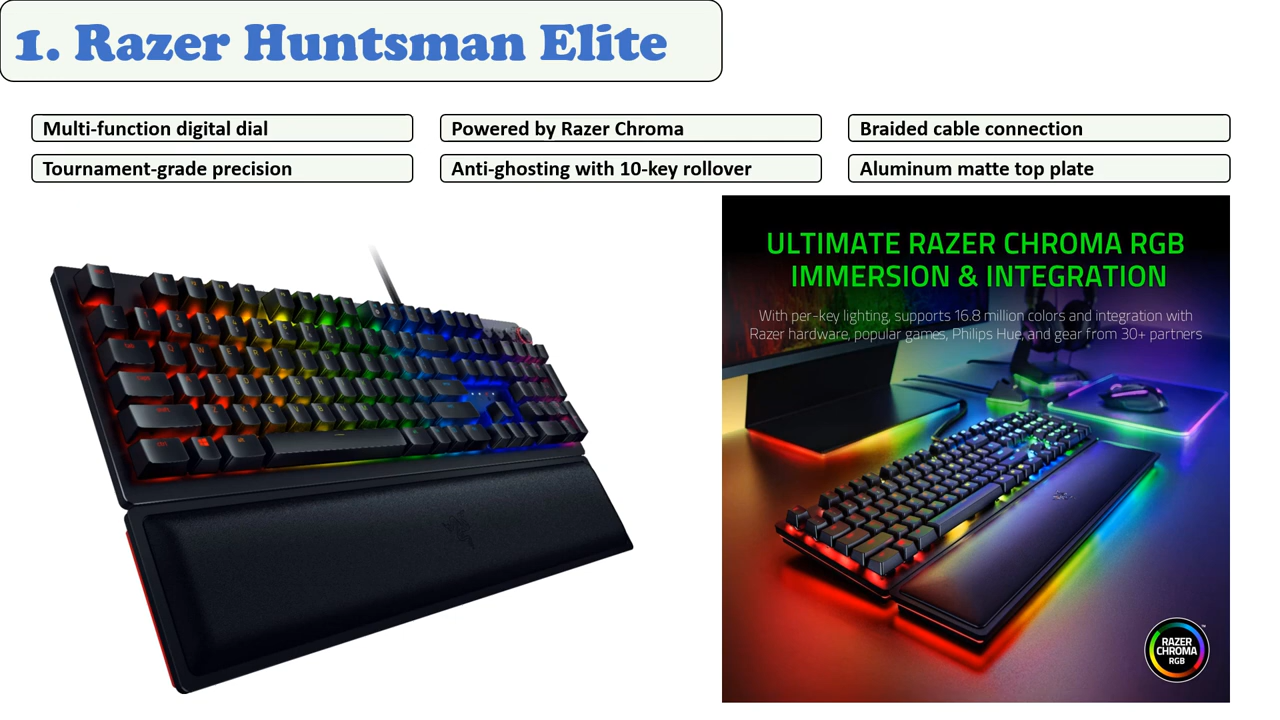 1. Razer Huntsman Elite
Multi-function digital dial
Powered by Razer Chroma
Braided cable connection
Tournament-grade precision
Anti-ghosting with 10-key rollover
Aluminum matte top plate
ULTIMATE RAZER CHROMA RGB
IMMERSION & INTEGRATION
With per-key lighting, supports 16.8 million colors and integration with
Razer hardware, popular games, Philips Hue, and gear from 30+ partners
RAZER
CHROMA
RGB